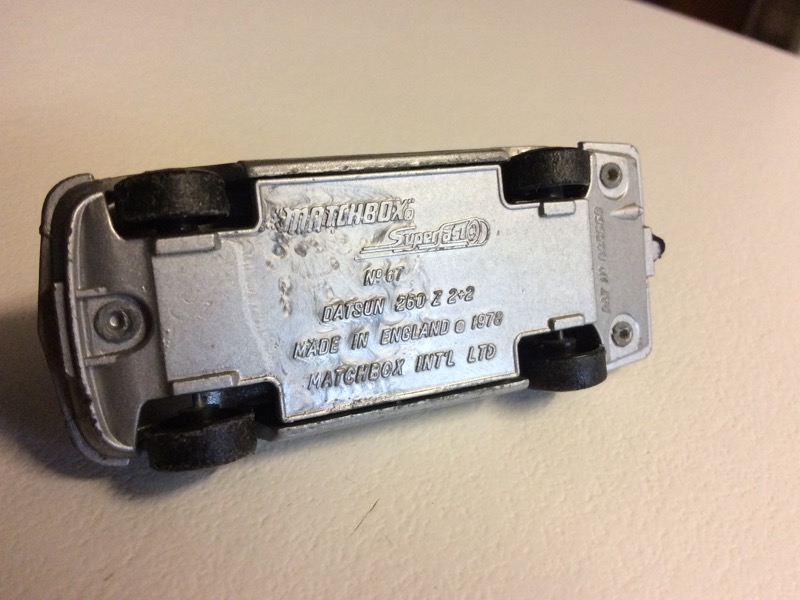 MATCHBOX®
Superfast
Nº 67
DATSUN 260 Z 2+2
MADE IN ENGLAND © 1978
MATCHBOX INT'L LTD